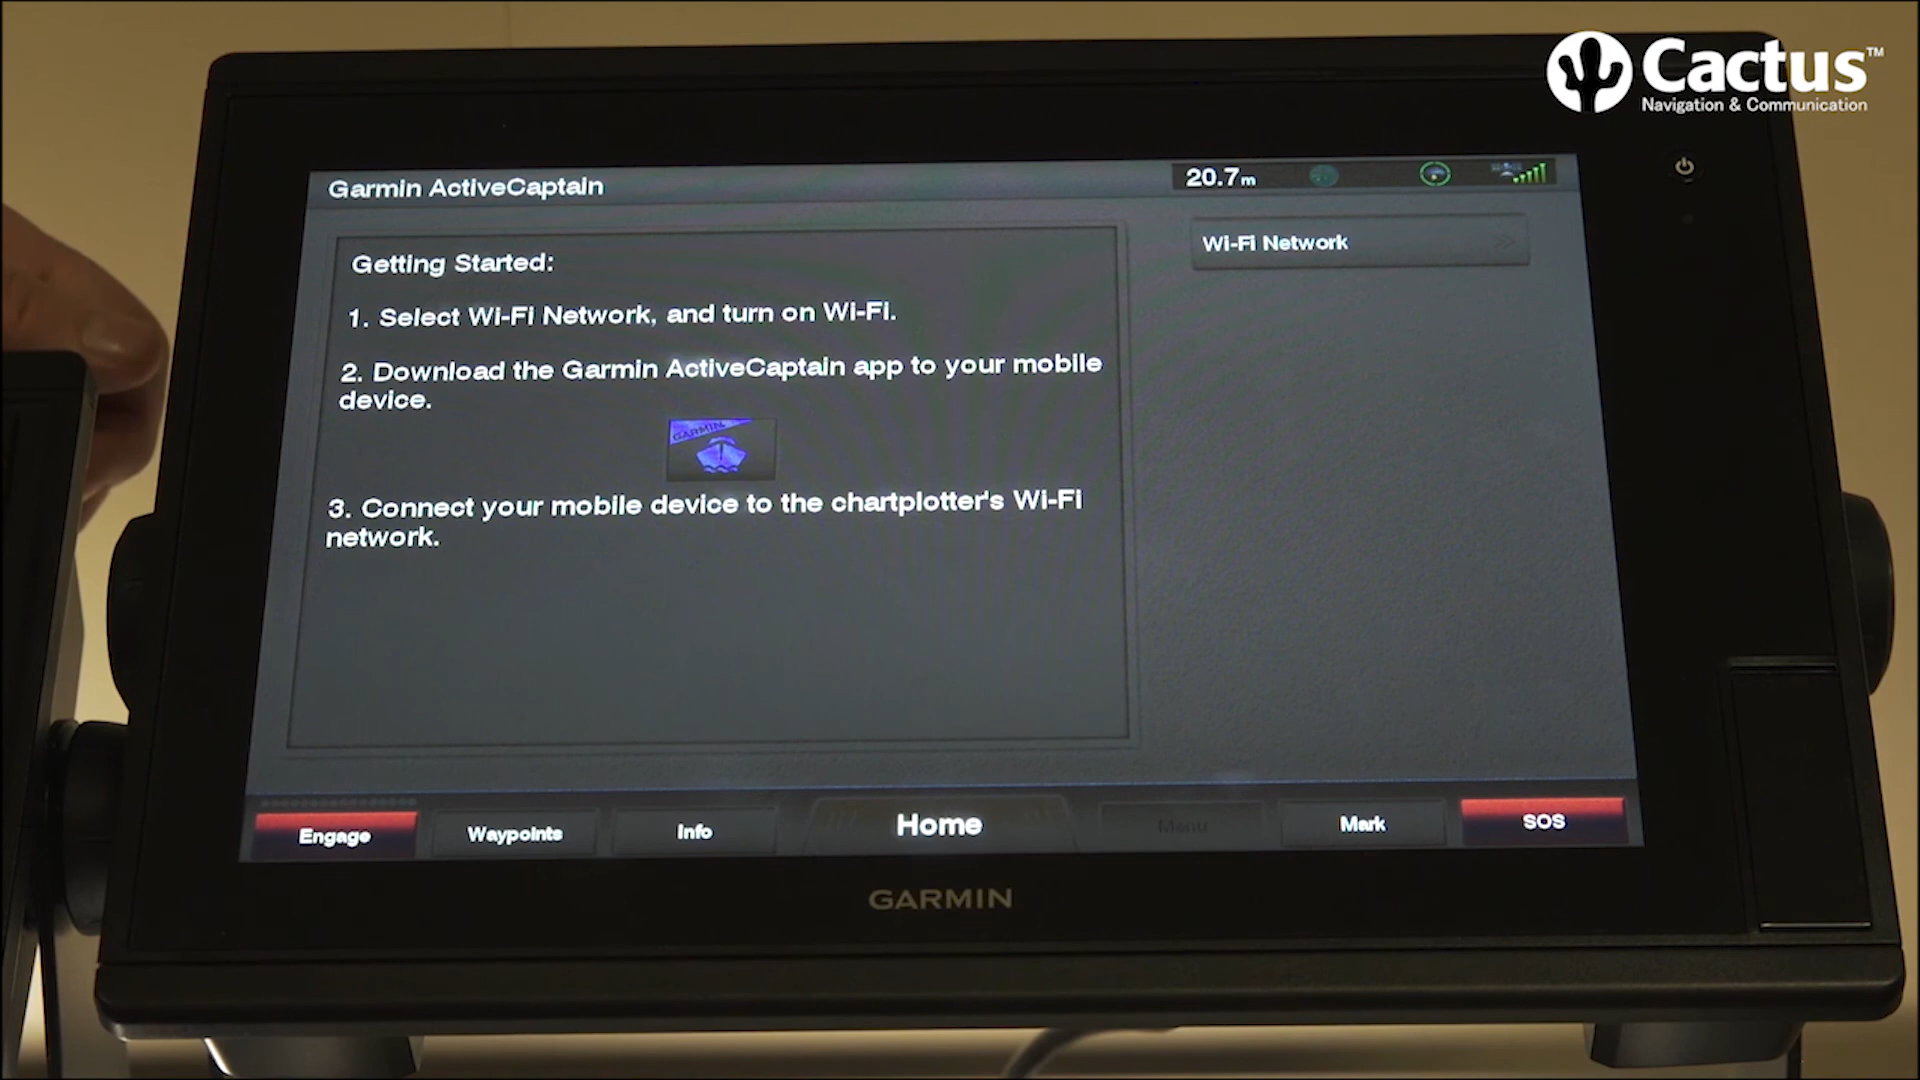 Cactus™
Navigation & Communication
Garmin ActiveCaptain
20.7m
Wi-Fi Network
Getting Started:
1. Select Wi-Fi Network, and turn on Wi-Fi.
2. Download the Garmin ActiveCaptain app to your mobile
device.
GARMIN
3. Connect your mobile device to the chartplotter's Wi-Fi
network.
Engage
Waypoints
Info
Home
Menu
Mark
SOS
GARMIN